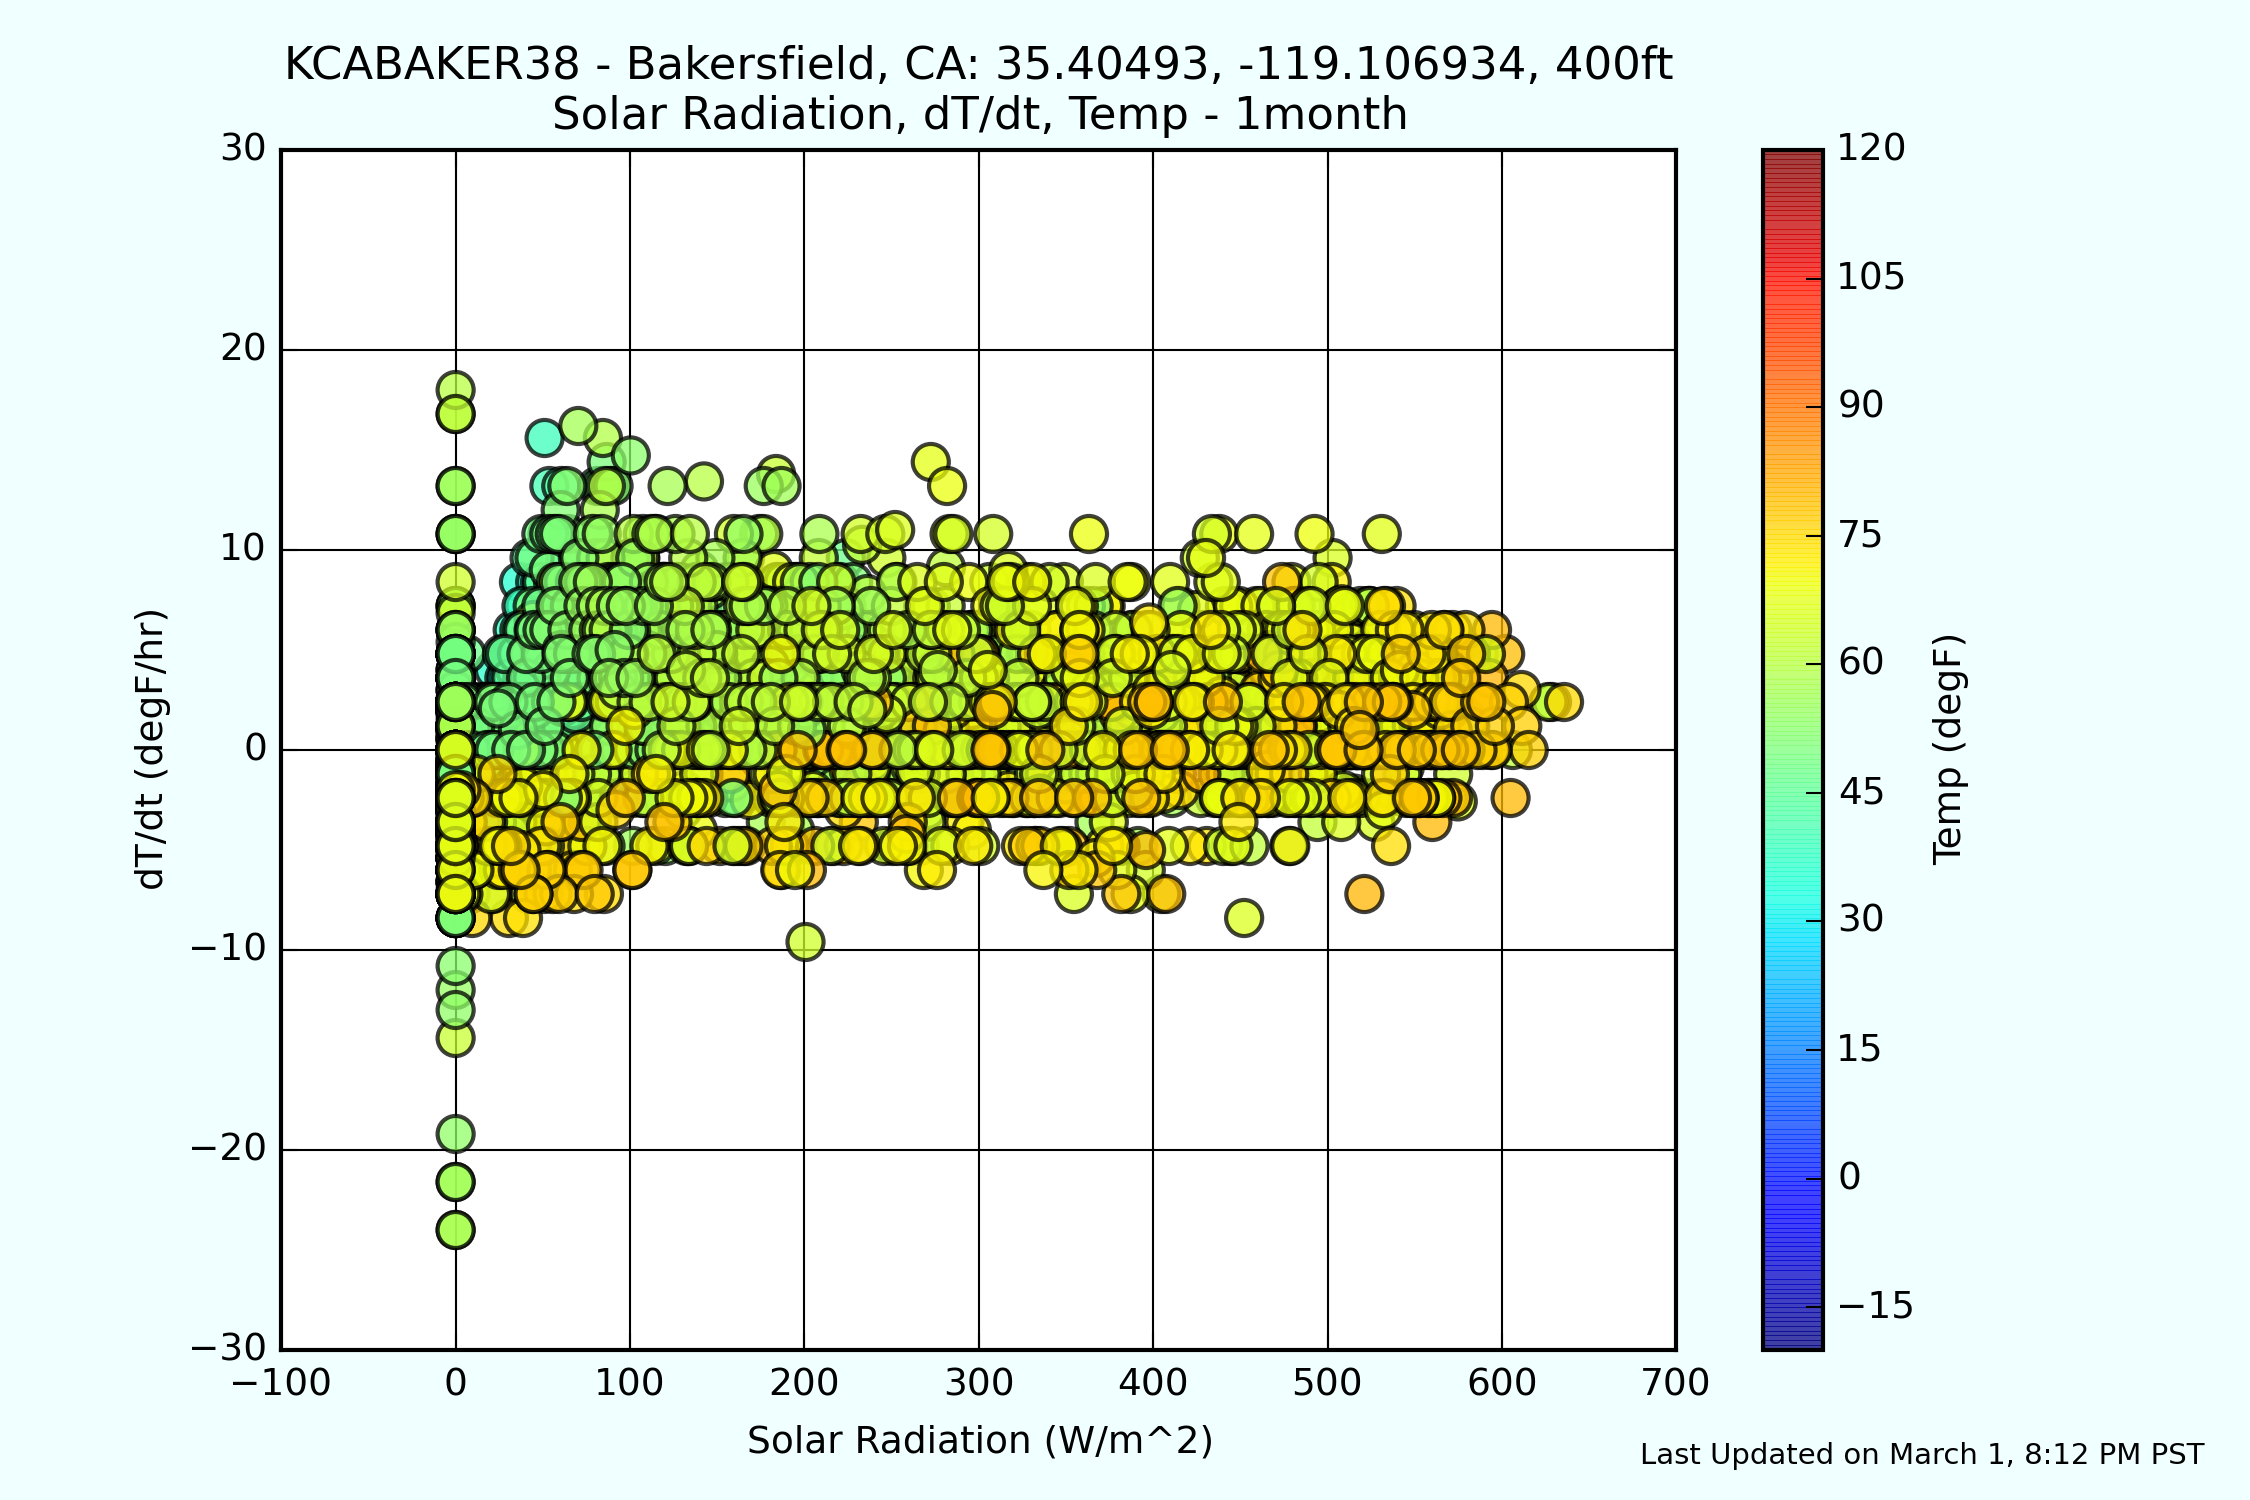 KCABAKER38 - Bakersfield, CA: 35.40493, -119.106934, 400ft
Solar Radiation, dT/dt, Temp - 1month
30
20
10
0
−10
−20
−30
dT/dt (degF/hr)
−100 0 100 200 300 400 500 600 700
Solar Radiation (W/m^2)
120
105
90
75
60
45
30
15
0
−15
Temp (degF)
Last Updated on March 1, 8:12 PM PST